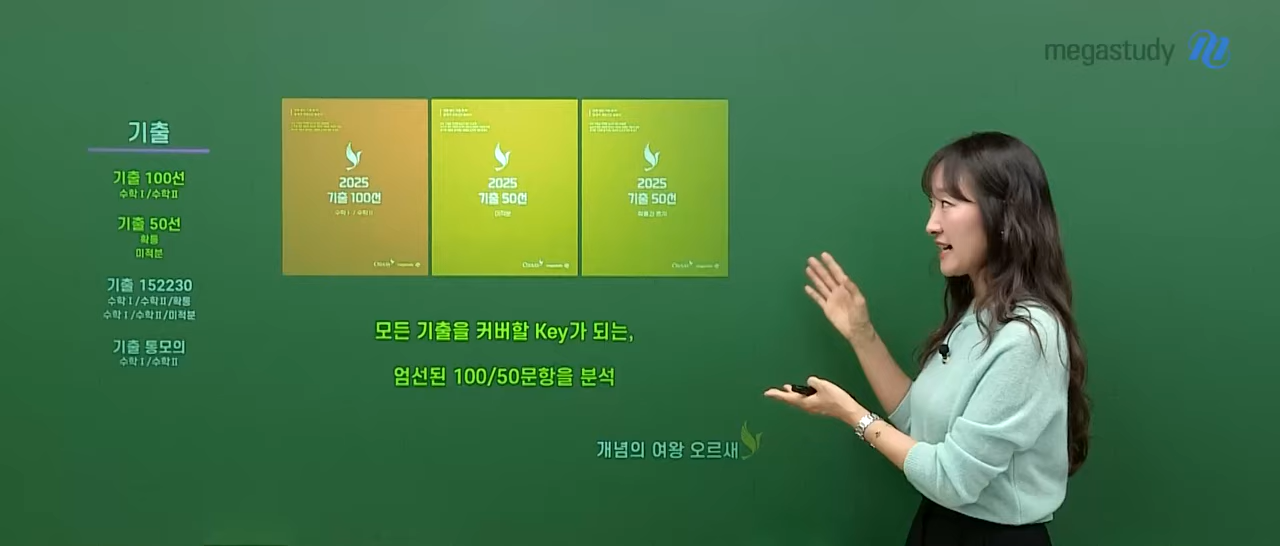 megastudy
기출
기출 100선
수학Ⅰ/수학Ⅱ
기출 50선
확통
미적분
기출 152230
수학Ⅰ/수학Ⅱ/확통
수학Ⅰ/수학Ⅱ/미적분
기출 통모의
수학Ⅰ/수학Ⅱ
2025
기출 100선
수학Ⅰ/수학Ⅱ
2025
기출 50선
미적분
2025
기출 50선
확률과 통계
모든 기출을 커버할 Key가 되는,
엄선된 100/50문항을 분석
개념의 여왕 오르새